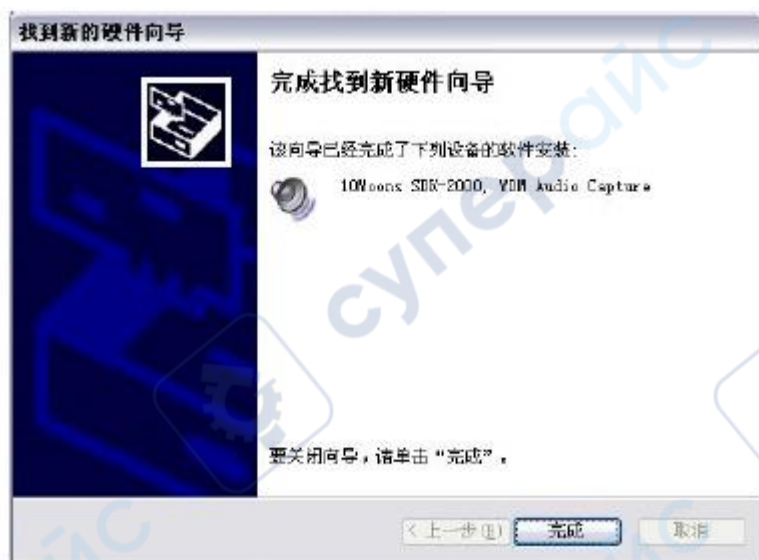 找到新的硬件向导
完成找到新硬件向导
该向导已经完成了下列设备的软件安装:
10Moons SDK-2000, WDM Audio Capture
要关闭向导,请单击“完成”。
<上一步(B) 完成 取消
суперайс